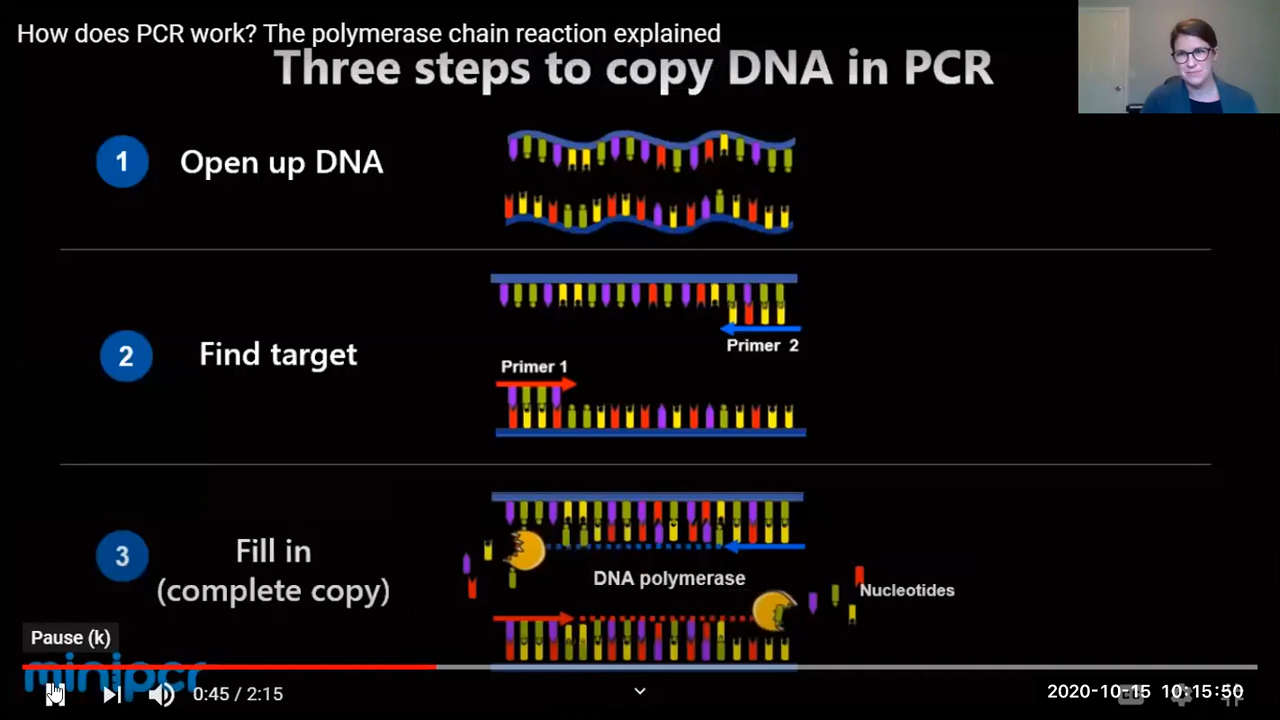 How does PCR work? The polymerase chain reaction explained
Three steps to copy DNA in PCR
1 Open up DNA
2 Find target
Primer 2
Primer 1
3 Fill in
(complete copy)
DNA polymerase
Nucleotides
Pause (k)
minipcr
0:45 / 2:15
2020-10-15 10:15:50
CC